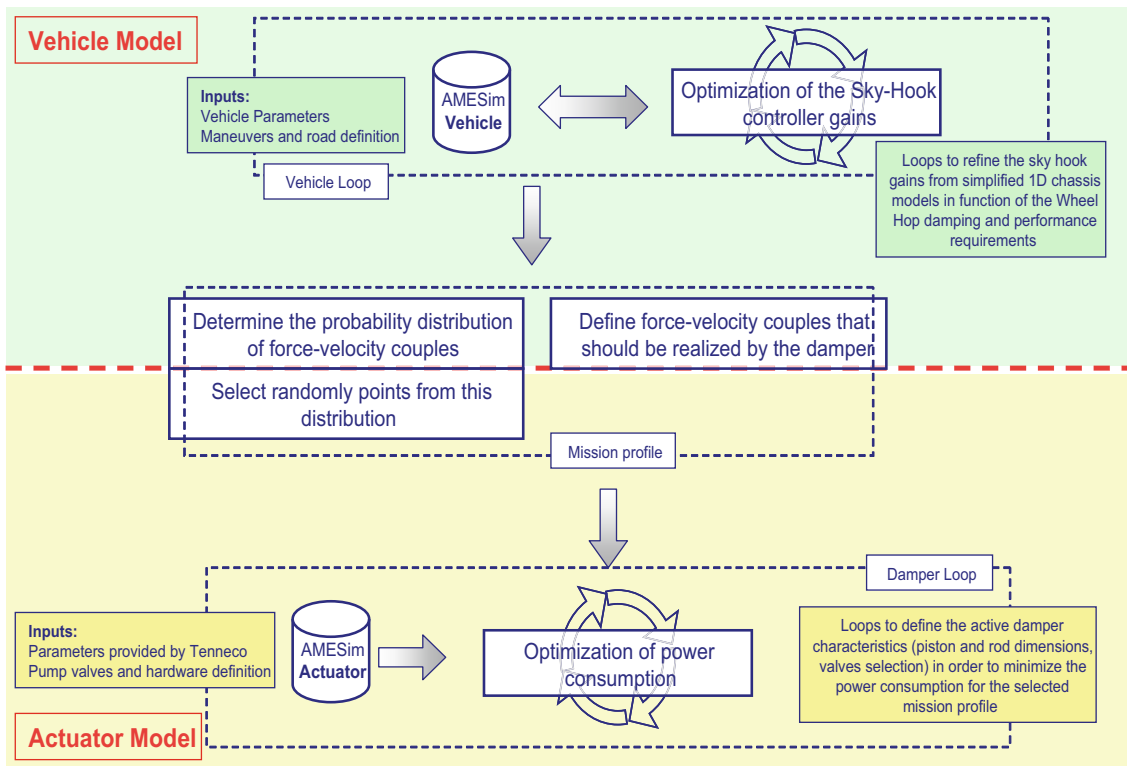 Vehicle Model
Inputs:
Vehicle Parameters
Maneuvers and road definition
AMESim
Vehicle
Optimization of the Sky-Hook
controller gains
Vehicle Loop
Loops to refine the sky hook
gains from simplified 1D chassis
models in function of the Wheel
Hop damping and performance
requirements
Determine the probability distribution
of force-velocity couples
Define force-velocity couples that
should be realized by the damper
Select randomly points from this
distribution
Mission profile
Damper Loop
Inputs:
Parameters provided by Tenneco
Pump valves and hardware definition
AMESim
Actuator
Optimization of power
consumption
Loops to define the active damper
characteristics (piston and rod dimensions,
valves selection) in order to minimize the
power consumption for the selected
mission profile
Actuator Model